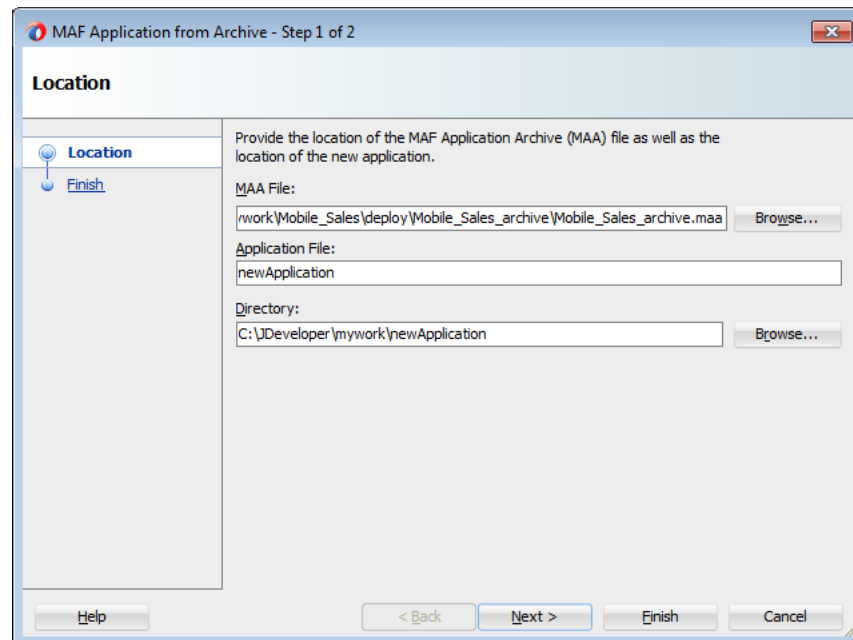 MAF Application from Archive - Step 1 of 2
Location
Location
Finish
Provide the location of the MAF Application Archive (MAA) file as well as the
location of the new application.
MAA File:
work\Mobile_Sales\deploy\Mobile_Sales_archive\Mobile_Sales_archive.maa
Browse...
Application File:
newApplication
Directory:
C:\JDeveloper\mywork\newApplication
Browse...
Help
< Back
Next >
Finish
Cancel